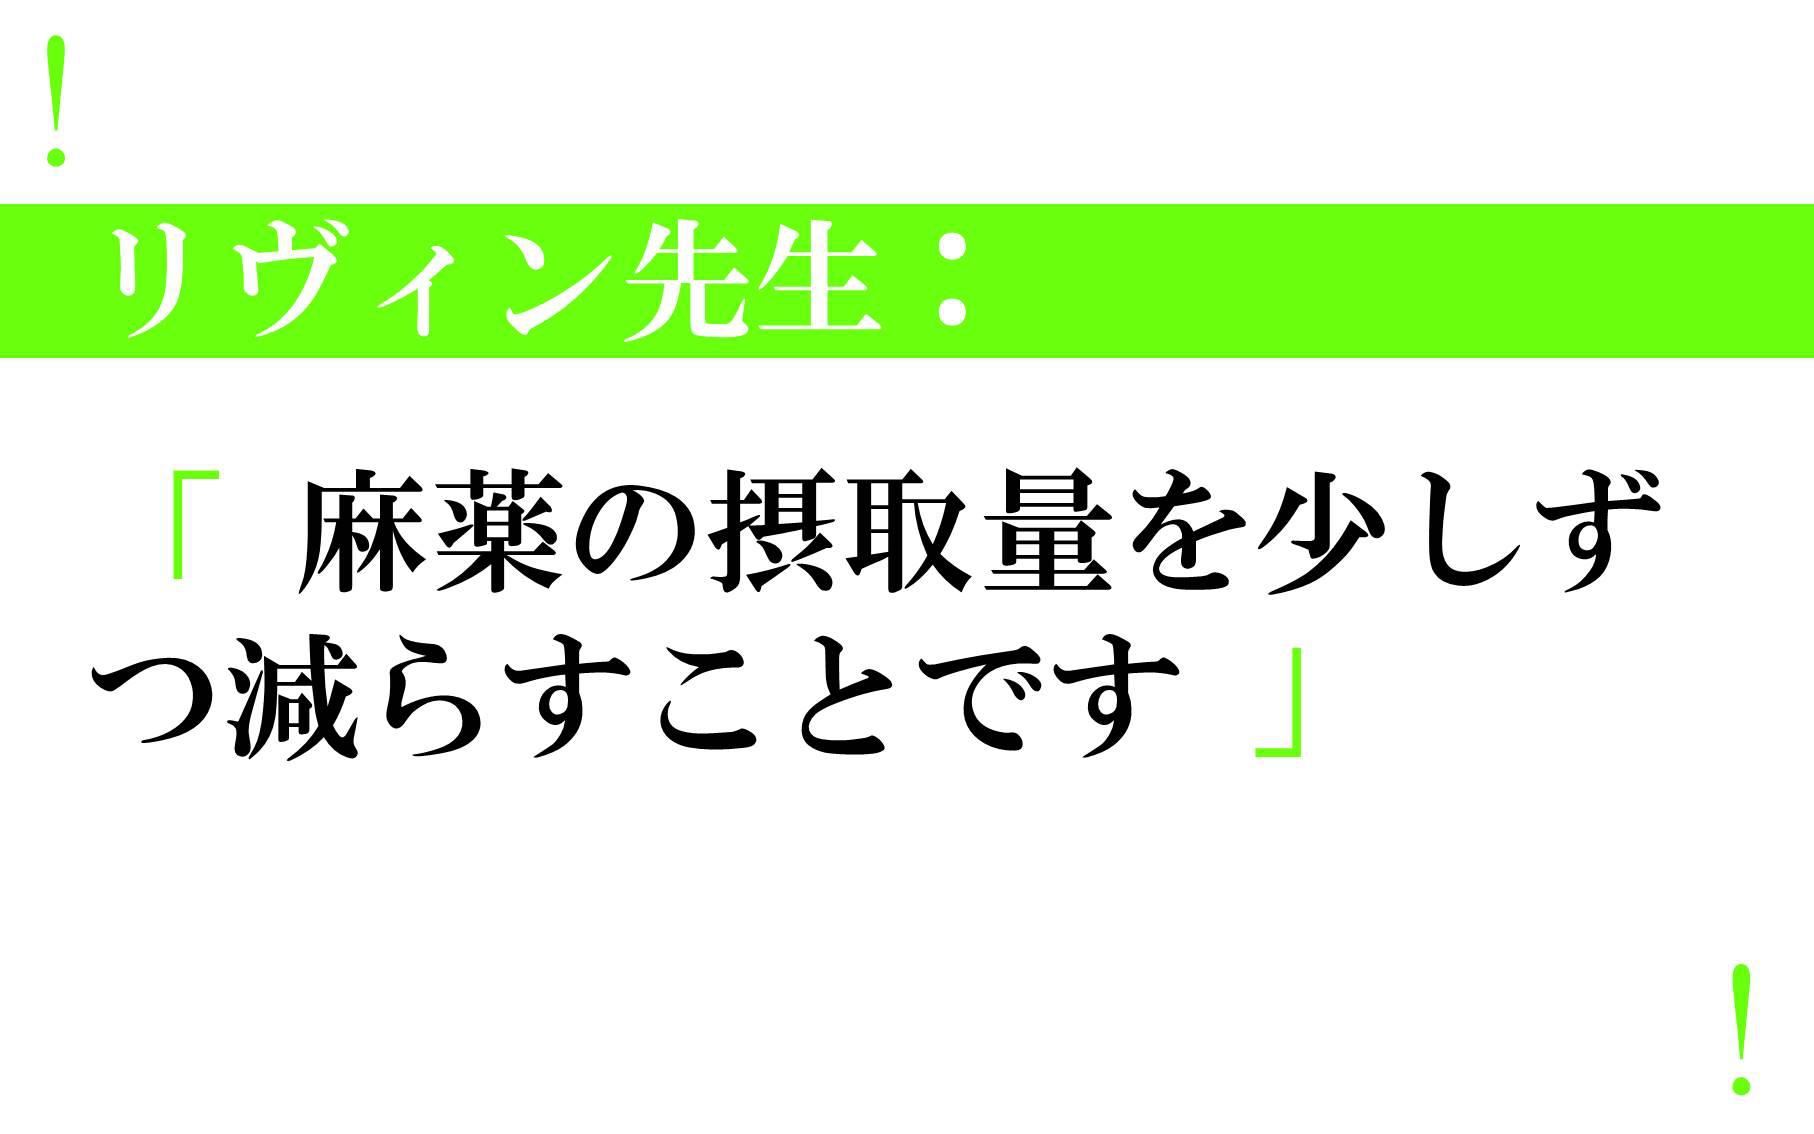 ！
リヴィン先生：
「 麻薬の摂取量を少しず
つ減らすことです 」
！